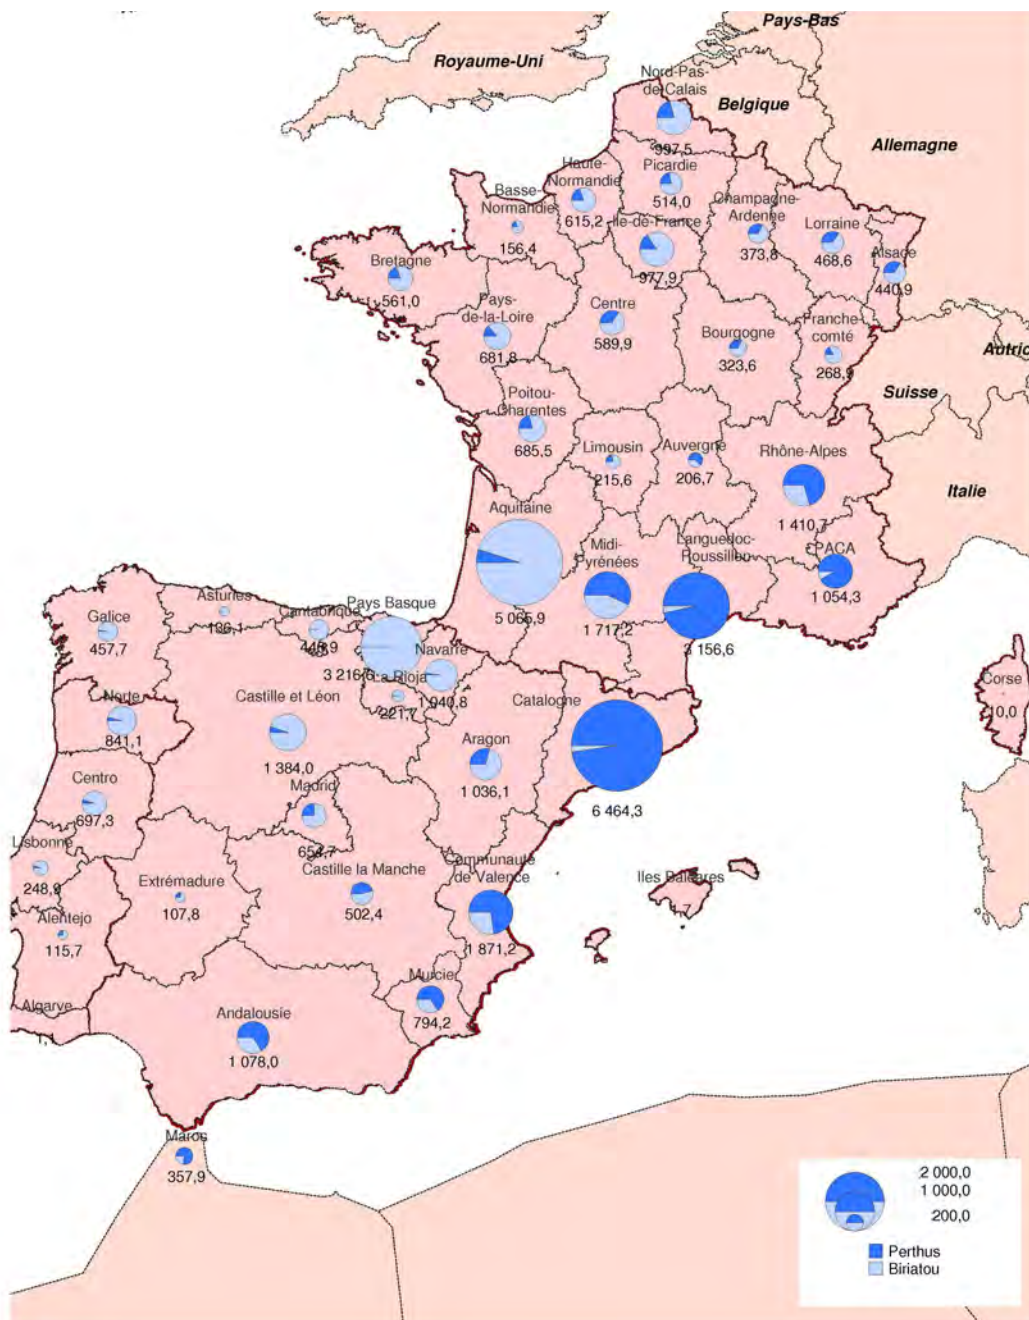 Pays-Bas
Royaume-Uni
Nord-Pas-
de-Calais
Belgique
997,5
Allemagne
Haute-
Normandie
615,2
Picardie
514,0
Basse-
Normandie
156,4
Champagne-
Ardenne
373,8
Ile-de-France
977,9
Lorraine
468,6
Alsace
440,9
Bretagne
561,0
Pays-
de-la-Loire
681,8
Centre
589,9
Bourgogne
323,6
Franche-
comté
268,9
Autric
Suisse
Poitou-
Charentes
685,5
Limousin
215,6
Auvergne
206,7
Rhône-Alpes
1 410,7
Italie
Aquitaine
5 065,9
Midi-
Pyrénées
1 717,2
Languedoc-
Roussillon
3 156,6
PACA
1 054,3
Galice
457,7
Asturies
136,1
Cantabrique
Pays Basque
Navarre
1 040,8
La Rioja
221,7
Corse
10,0
Norte
841,1
Castille et Léon
1 384,0
Catalogne
6 464,3
Aragon
1 036,1
Centro
697,3
Madrid
Lisbonne
248,9
Extrémadure
107,8
Castille la Manche
502,4
Communauté
de Valence
1 871,2
Iles Baléares
Alentejo
115,7
Murcie
794,2
Algarve
Andalousie
1 078,0
Maroc
357,9
2 000,0
1 000,0
200,0
Perthus
Biriatou